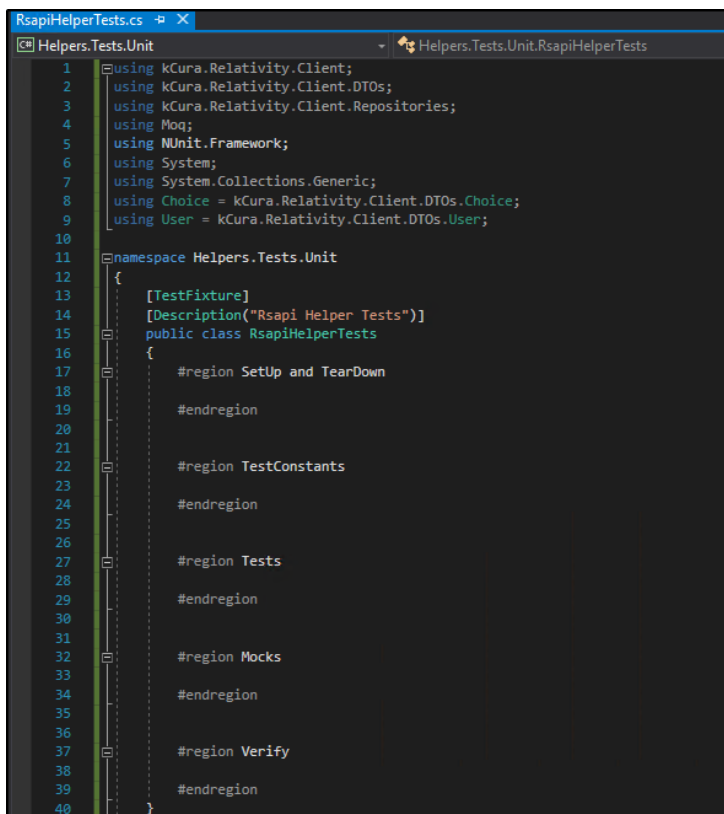 RsapiHelperTests.cs
C# Helpers.Tests.Unit Helpers.Tests.Unit.RsapiHelperTests
1 using kCura.Relativity.Client;
2 using kCura.Relativity.Client.DTOs;
3 using kCura.Relativity.Client.Repositories;
4 using Moq;
5 using NUnit.Framework;
6 using System;
7 using System.Collections.Generic;
8 using Choice = kCura.Relativity.Client.DTOs.Choice;
9 using User = kCura.Relativity.Client.DTOs.User;
10
11 namespace Helpers.Tests.Unit
12 {
13 [TestFixture]
14 [Description("Rsapi Helper Tests")]
15 public class RsapiHelperTests
16 {
17 #region SetUp and TearDown
18
19 #endregion
20
21
22 #region TestConstants
23
24 #endregion
25
26
27 #region Tests
28
29 #endregion
30
31
32 #region Mocks
33
34 #endregion
35
36
37 #region Verify
38
39 #endregion
40 }